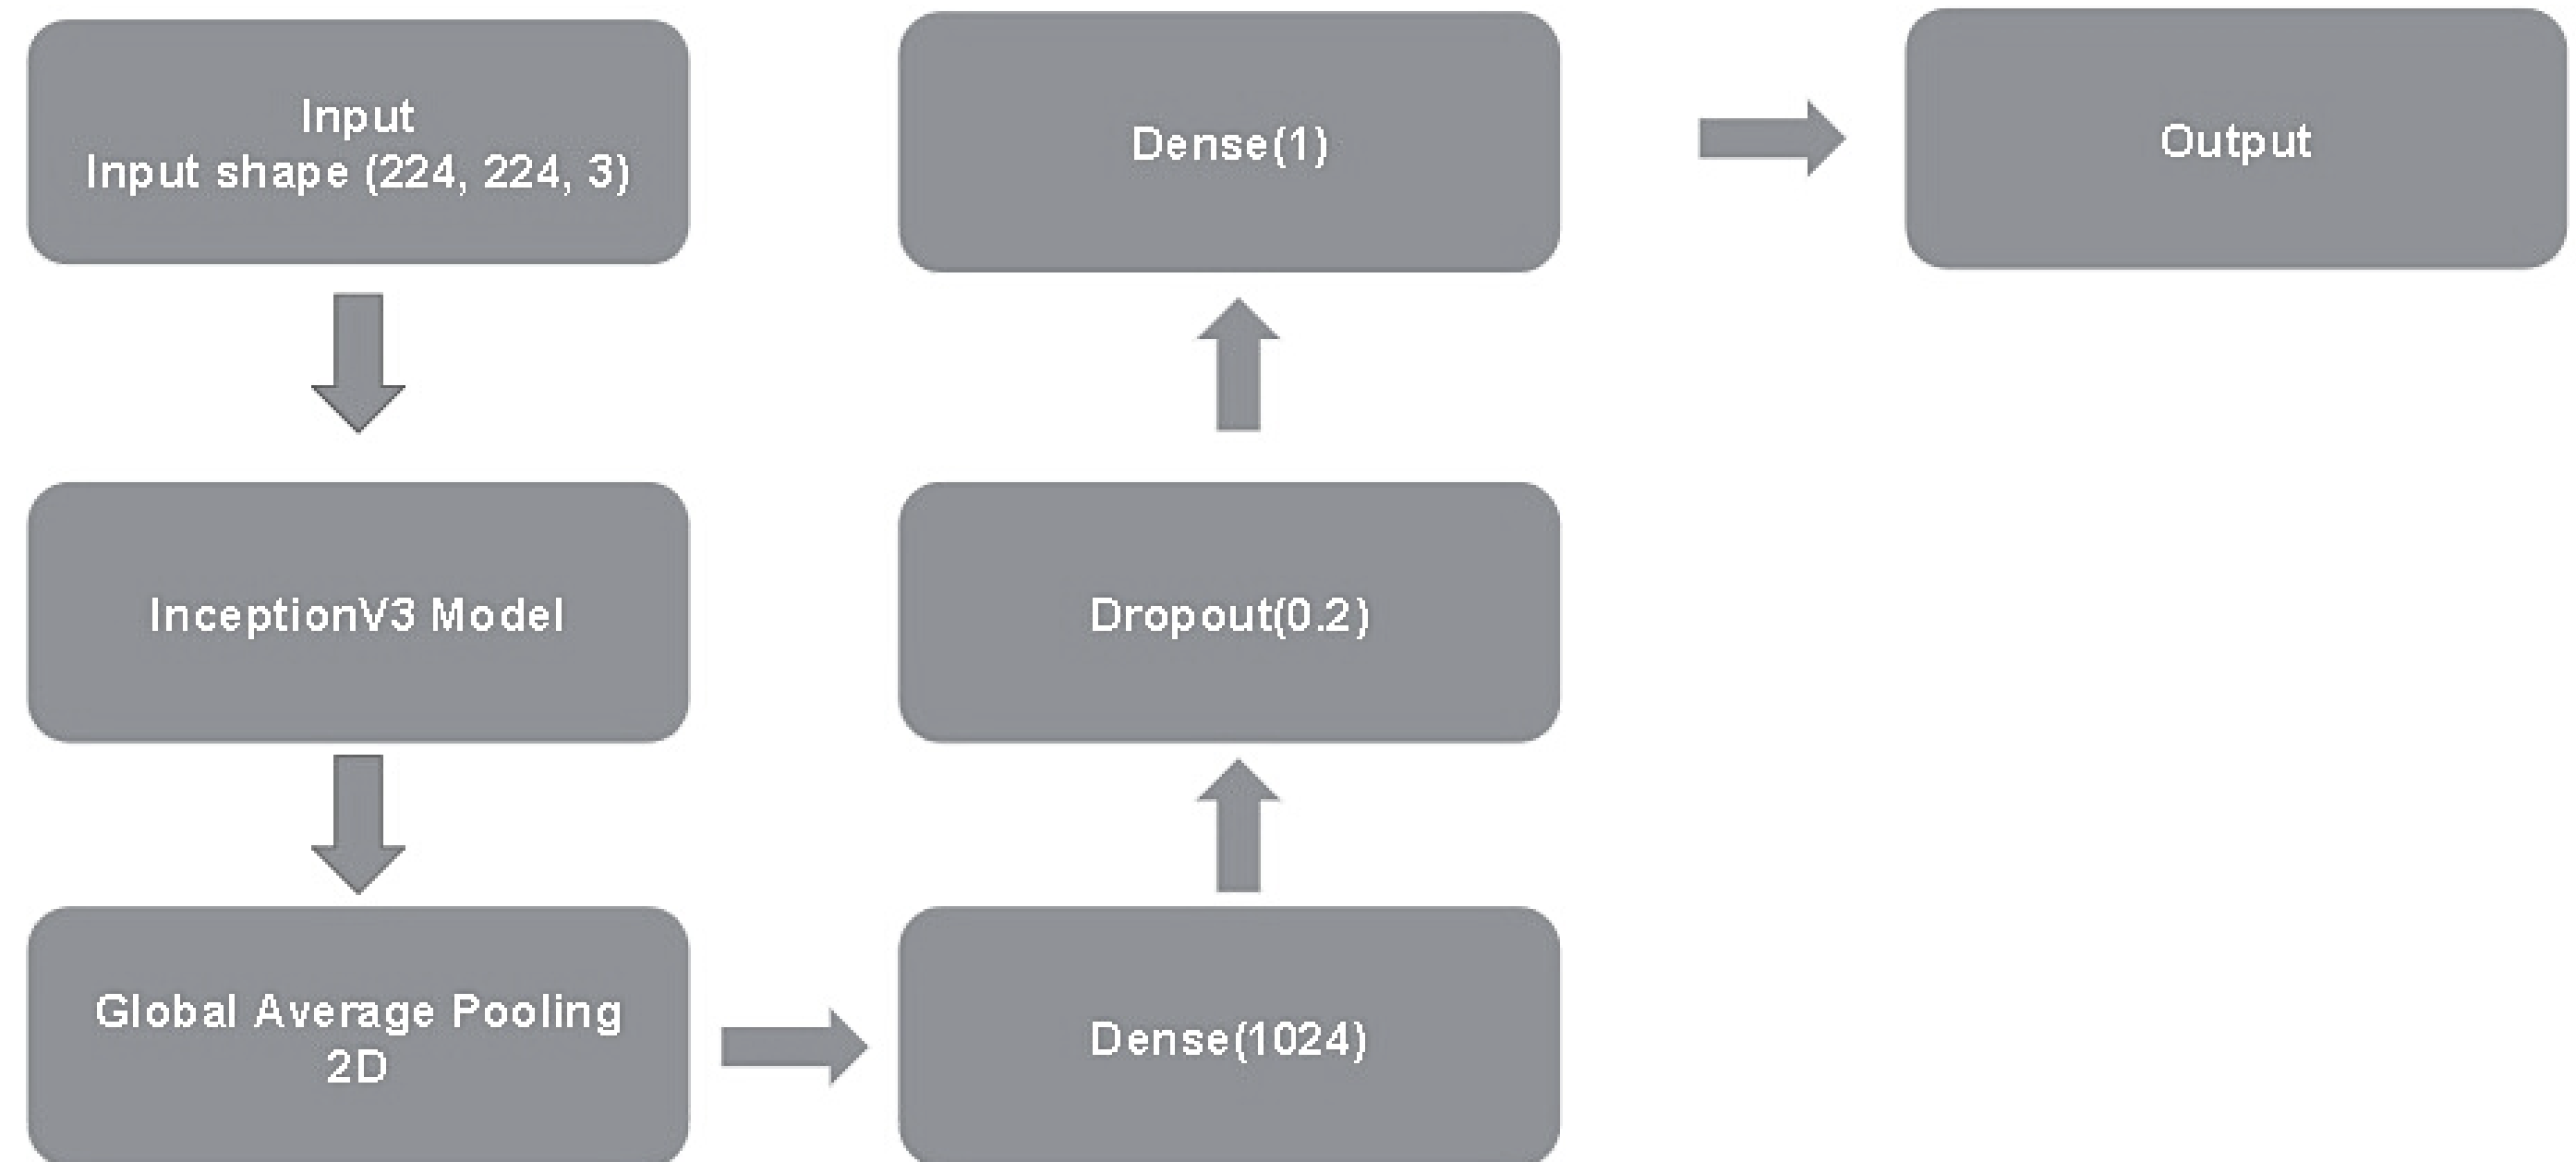 Input
Input shape (224, 224, 3)
InceptionV3 Model
Global Average Pooling
2D
Dense(1024)
Dropout(0.2)
Dense(1)
Output